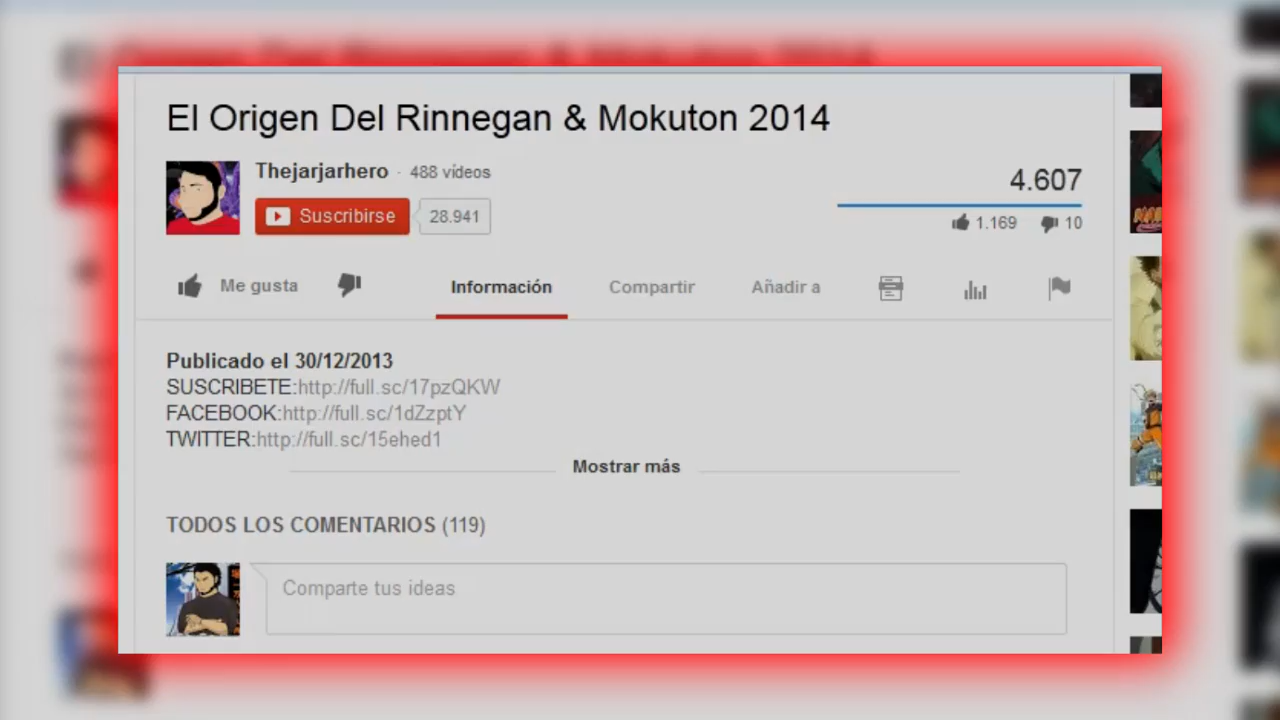 El Origen Del Rinnegan & Mokuton 2014
Thejarjarhero · 488 vídeos
Suscribirse 28.941
4.607
1.169 10
Me gusta Información Compartir Añadir a
Publicado el 30/12/2013
SUSCRIBETE:http://full.sc/17pzQKW
FACEBOOK:http://full.sc/1dZzptY
TWITTER:http://full.sc/15ehed1
Mostrar más
TODOS LOS COMENTARIOS (119)
Comparte tus ideas